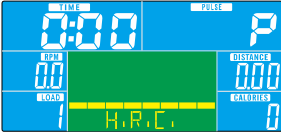 TIME PULSE
0:00 P
RPM DISTANCE
0.0 0.00
LOAD CALORIES
1 0
H.R.C.